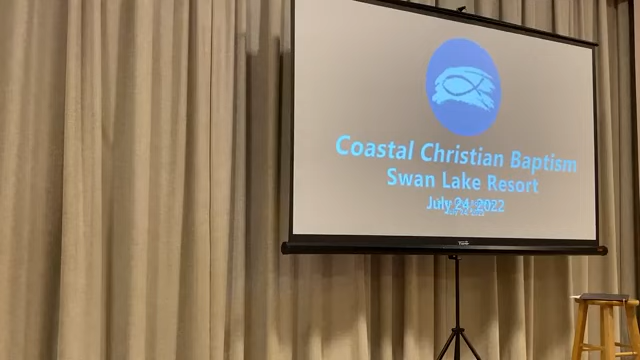 Coastal Christian Baptism
Swan Lake Resort
July 24, 2022